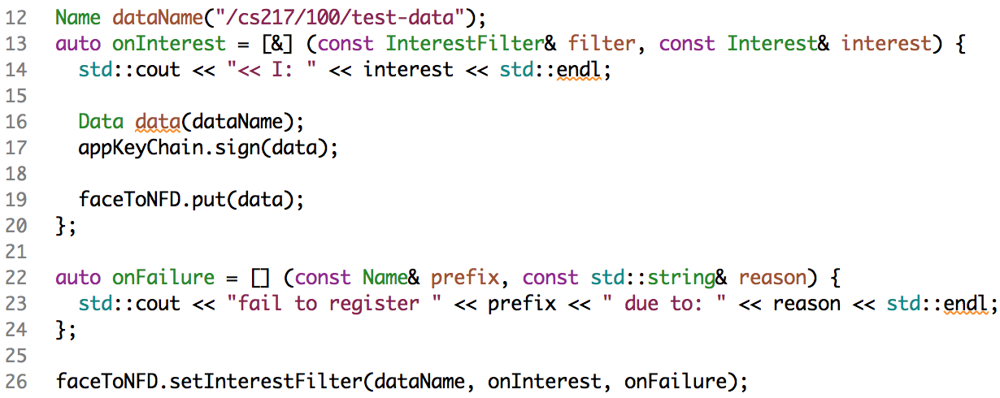 12 Name dataName("/cs217/100/test-data");
13 auto onInterest = [&] (const InterestFilter& filter, const Interest& interest) {
14 std::cout << "<< I: " << interest << std::endl;
15
16 Data data(dataName);
17 appKeyChain.sign(data);
18
19 faceToNFD.put(data);
20 };
21
22 auto onFailure = [] (const Name& prefix, const std::string& reason) {
23 std::cout << "fail to register " << prefix << " due to: " << reason << std::endl;
24 };
25
26 faceToNFD.setInterestFilter(dataName, onInterest, onFailure);